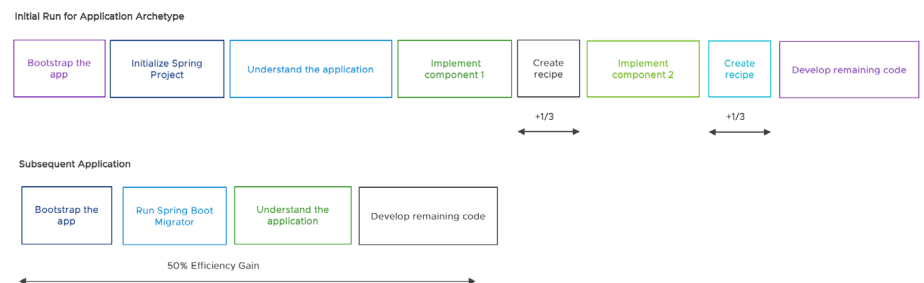 Initial Run for Application Archetype
Bootstrap the
app
Initialize Spring
Project
Understand the application
Implement
component 1
Create
recipe
Implement
component 2
Create
recipe
Develop remaining code
+1/3
+1/3
Subsequent Application
Bootstrap the
app
Run Spring Boot
Migrator
Understand the
application
Develop remaining code
50% Efficiency Gain